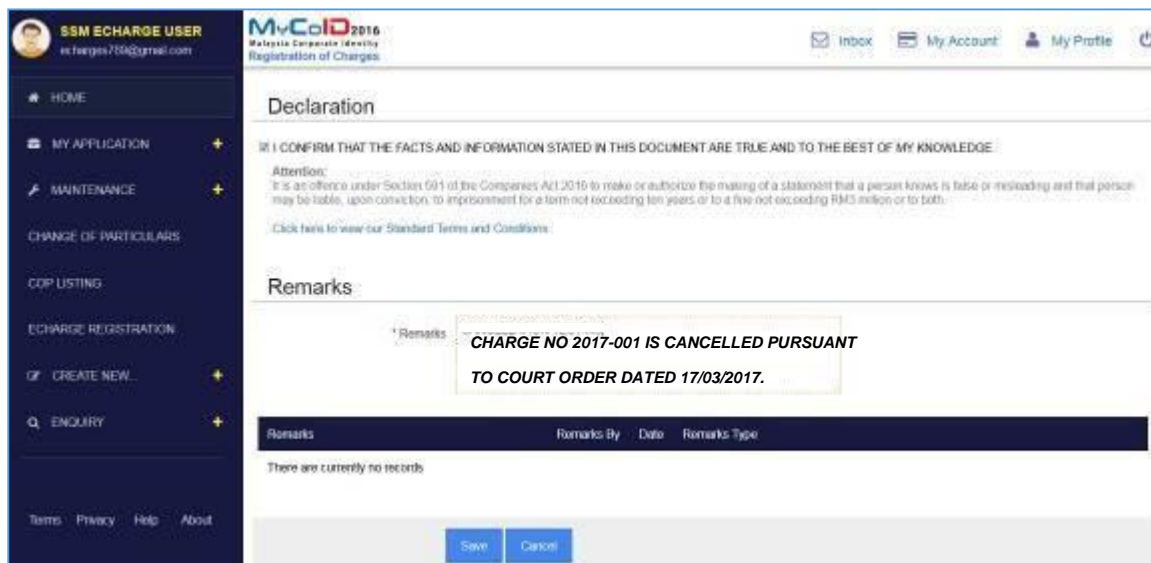 SSM ECHARGE USER
echarges789@gmail.com
MyCoID2016
Malaysia Corporate Identity
Registration of Charges
Inbox
My Account
My Profile
HOME
MY APPLICATION +
MAINTENANCE +
CHANGE OF PARTICULARS
COP LISTING
ECHARGE REGISTRATION
CREATE NEW... +
ENQUIRY +
Terms Privacy Help About
Declaration
I CONFIRM THAT THE FACTS AND INFORMATION STATED IN THIS DOCUMENT ARE TRUE AND TO THE BEST OF MY KNOWLEDGE
Attention:
It is an offence under Section 591 of the Companies Act 2016 to make or authorize the making of a statement that a person knows is false or misleading and that person
may be liable, upon conviction, to imprisonment for a term not exceeding ten years or to a fine not exceeding RM3 million or to both.
Click here to view our Standard Terms and Conditions
Remarks
* Remarks
CHARGE NO 2017-001 IS CANCELLED PURSUANT
TO COURT ORDER DATED 17/03/2017.
Remarks Remarks By Date Remarks Type
There are currently no records
Save Cancel